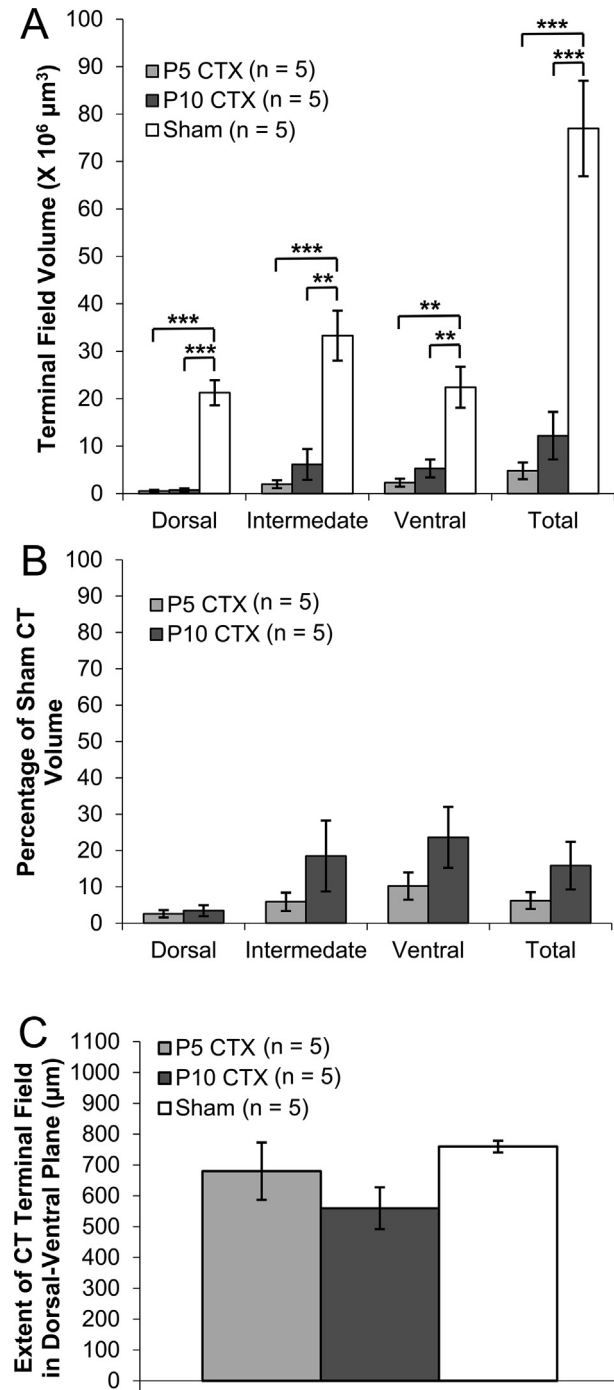 A
Terminal Field Volume (X 10⁶ µm³)
100
90
80
70
60
50
40
30
20
10
0
P5 CTX (n = 5)
P10 CTX (n = 5)
Sham (n = 5)
***
***
***
**
**
**
***
***
Dorsal Intermedate Ventral Total
B
Percentage of Sham CT
Volume
100
90
80
70
60
50
40
30
20
10
0
P5 CTX (n = 5)
P10 CTX (n = 5)
Dorsal Intermedate Ventral Total
C
Extent of CT Terminal Field
in Dorsal-Ventral Plane (µm)
1100
1000
900
800
700
600
500
400
300
200
100
0
P5 CTX (n = 5)
P10 CTX (n = 5)
Sham (n = 5)